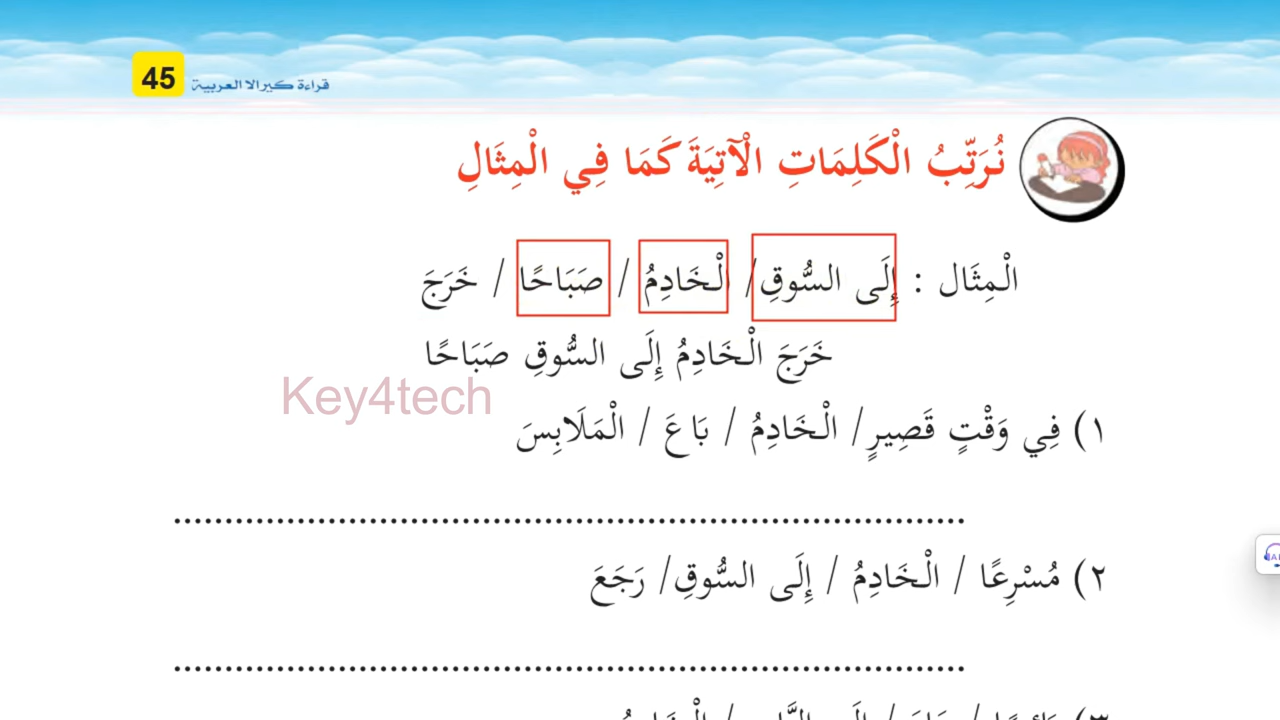 45 قراءة كيرالا العربية
نُرَتِّبُ الْكَلِمَاتِ الْآتِيَةَ كَمَا فِي الْمِثَالِ
الْمِثَال : إِلَى السُّوقِ / الْخَادِمُ / صَبَاحًا / خَرَجَ
خَرَجَ الْخَادِمُ إِلَى السُّوقِ صَبَاحًا
Key4tech
١) فِي وَقْتٍ قَصِيرٍ / الْخَادِمُ / بَاعَ / الْمَلَابِسَ
................................................................................
٢) مُسْرِعًا / الْخَادِمُ / إِلَى السُّوقِ / رَجَعَ
................................................................................